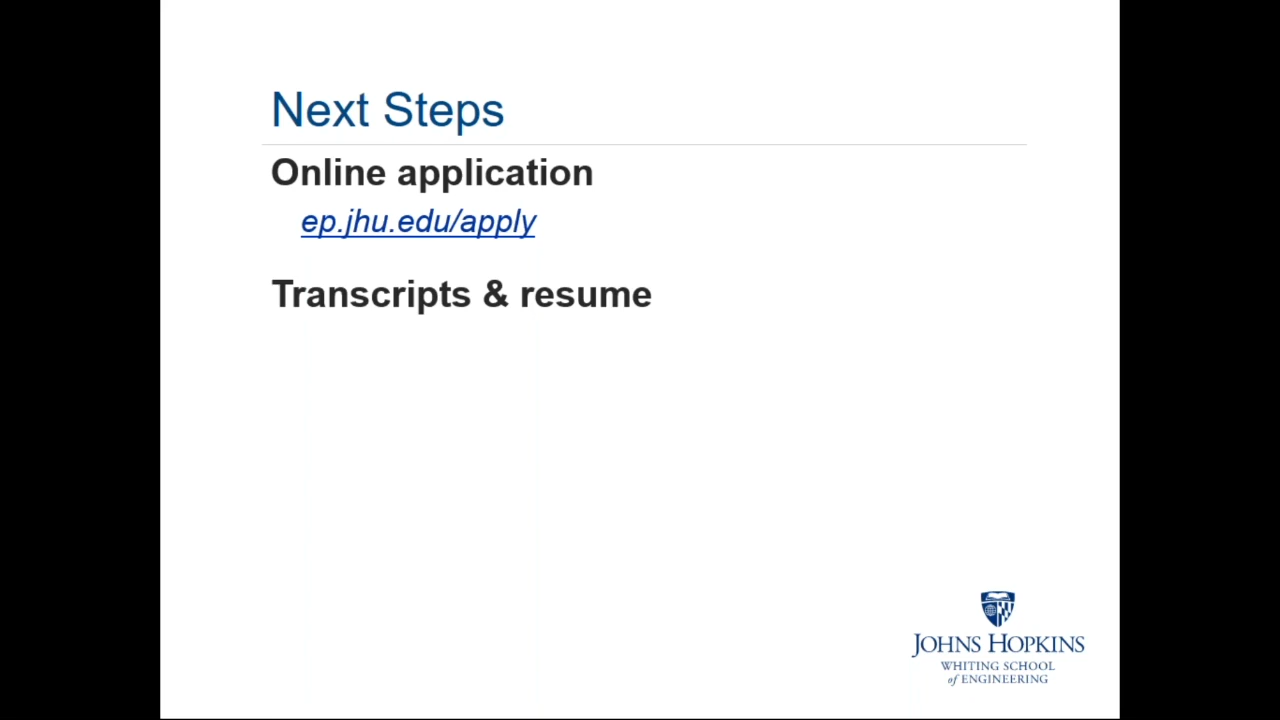 Next Steps
Online application
ep.jhu.edu/apply
Transcripts & resume
JOHNS HOPKINS
WHITING SCHOOL
of ENGINEERING